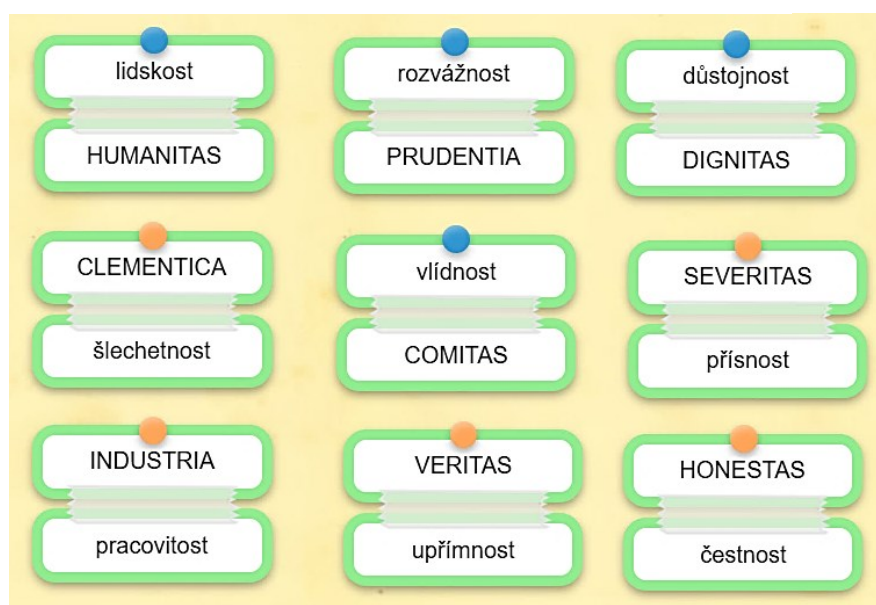 lidskost
HUMANITAS
rozvážnost
PRUDENTIA
důstojnost
DIGNITAS
CLEMENTICA
šlechetnost
vlídnost
COMITAS
SEVERITAS
přísnost
INDUSTRIA
pracovitost
VERITAS
upřímnost
HONESTAS
čestnost